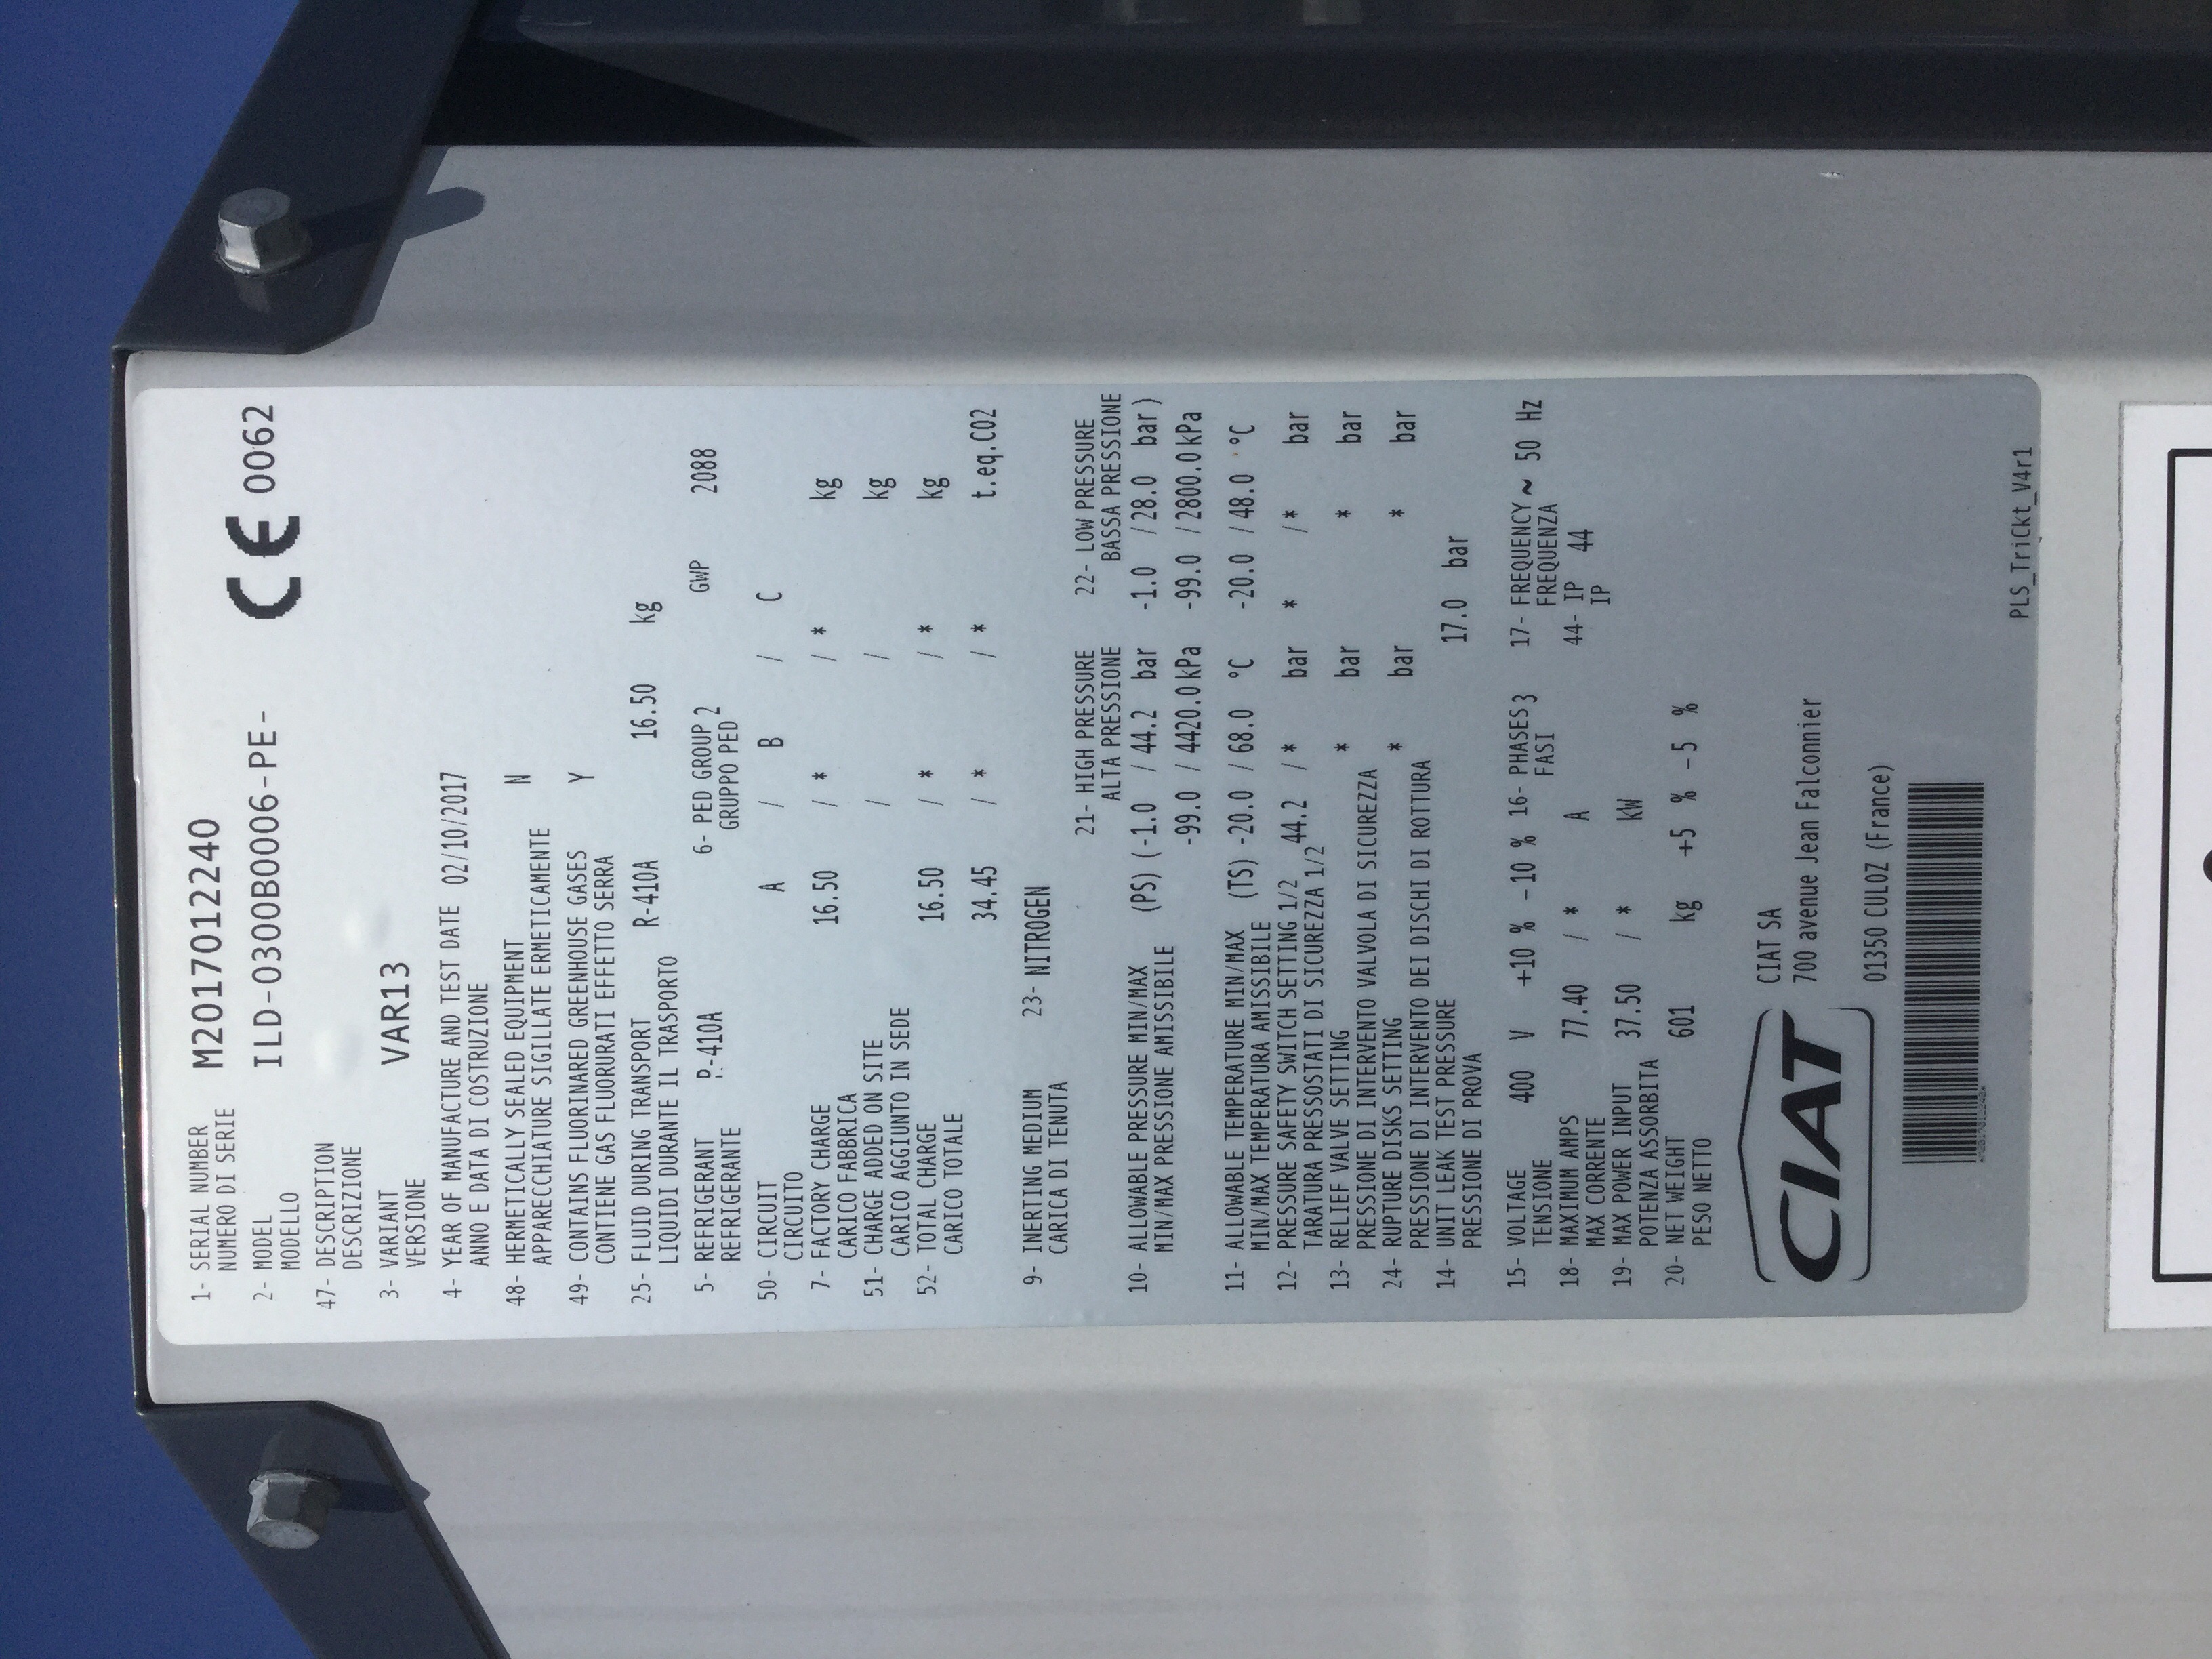 1- SERIAL NUMBER M2017012240
NUMERO DI SERIE
2- MODEL ILD-0300B0006-PE- CE 0062
MODELLO
47- DESCRIPTION
DESCRIZIONE
3- VARIANT VAR13
VERSIONE
4- YEAR OF MANUFACTURE AND TEST DATE 02/10/2017
ANNO E DATA DI COSTRUZIONE
48- HERMETICALLY SEALED EQUIPMENT N
APPARECCHIATURE SIGILLATE ERMETICAMENTE
49- CONTAINS FLUORINARED GREENHOUSE GASES Y
CONTIENE GAS FLUORURATI EFFETTO SERRA
25- FLUID DURING TRANSPORT R-410A 16.50 kg
LIQUIDI DURANTE IL TRASPORTO
5- REFRIGERANT R-410A 6- PED GROUP 2 GWP 2088
REFRIGERANTE GRUPPO PED
50- CIRCUIT A / B / C
CIRCUITO
7- FACTORY CHARGE 16.50 / * / * kg
CARICO FABBRICA
51- CHARGE ADDED ON SITE / / kg
CARICO AGGIUNTO IN SEDE
52- TOTAL CHARGE 16.50 / * / * kg
CARICO TOTALE
34.45 / * / * t.eq.CO2
9- INERTING MEDIUM 23- NITROGEN
CARICA DI TENUTA
21- HIGH PRESSURE 22- LOW PRESSURE
ALTA PRESSIONE BASSA PRESSIONE
10- ALLOWABLE PRESSURE MIN/MAX (PS) (-1.0 / 44.2 bar -1.0 / 28.0 bar )
MIN/MAX PRESSIONE AMISSIBILE
-99.0 / 4420.0 kPa -99.0 / 2800.0 kPa
11- ALLOWABLE TEMPERATURE MIN/MAX (TS) -20.0 / 68.0 °C -20.0 / 48.0 °C
MIN/MAX TEMPERATURA AMISSIBILE
12- PRESSURE SAFETY SWITCH SETTING 1/2 44.2 / * bar * / * bar
TARATURA PRESSOSTATI DI SICUREZZA 1/2
13- RELIEF VALVE SETTING * bar * bar
PRESSIONE DI INTERVENTO VALVOLA DI SICUREZZA
24- RUPTURE DISKS SETTING * bar * bar
PRESSIONE DI INTERVENTO DEI DISCHI DI ROTTURA
14- UNIT LEAK TEST PRESSURE 17.0 bar
PRESSIONE DI PROVA
15- VOLTAGE 400 V +10 % -10 % 16- PHASES 3 17- FREQUENCY ~ 50 Hz
TENSIONE FASI FREQUENZA
18- MAXIMUM AMPS 77.40 / * A 44- IP 44
MAX CORRENTE IP
19- MAX POWER INPUT 37.50 / * kW
POTENZA ASSORBITA
20- NET WEIGHT 601 kg +5 % -5 %
PESO NETTO
CIAT
CIAT SA
700 avenue Jean Falconnier
01350 CULOZ (France)
*M2017012240*
PLS_TriCkt_V4r1